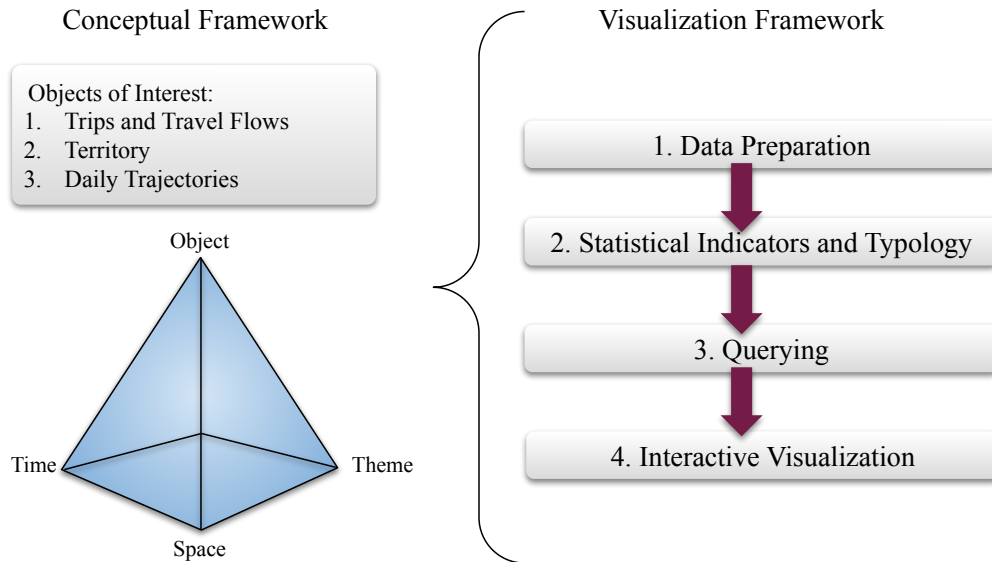 Conceptual Framework
Objects of Interest:
1. Trips and Travel Flows
2. Territory
3. Daily Trajectories
Object
Time
Theme
Space
Visualization Framework
1. Data Preparation
2. Statistical Indicators and Typology
3. Querying
4. Interactive Visualization